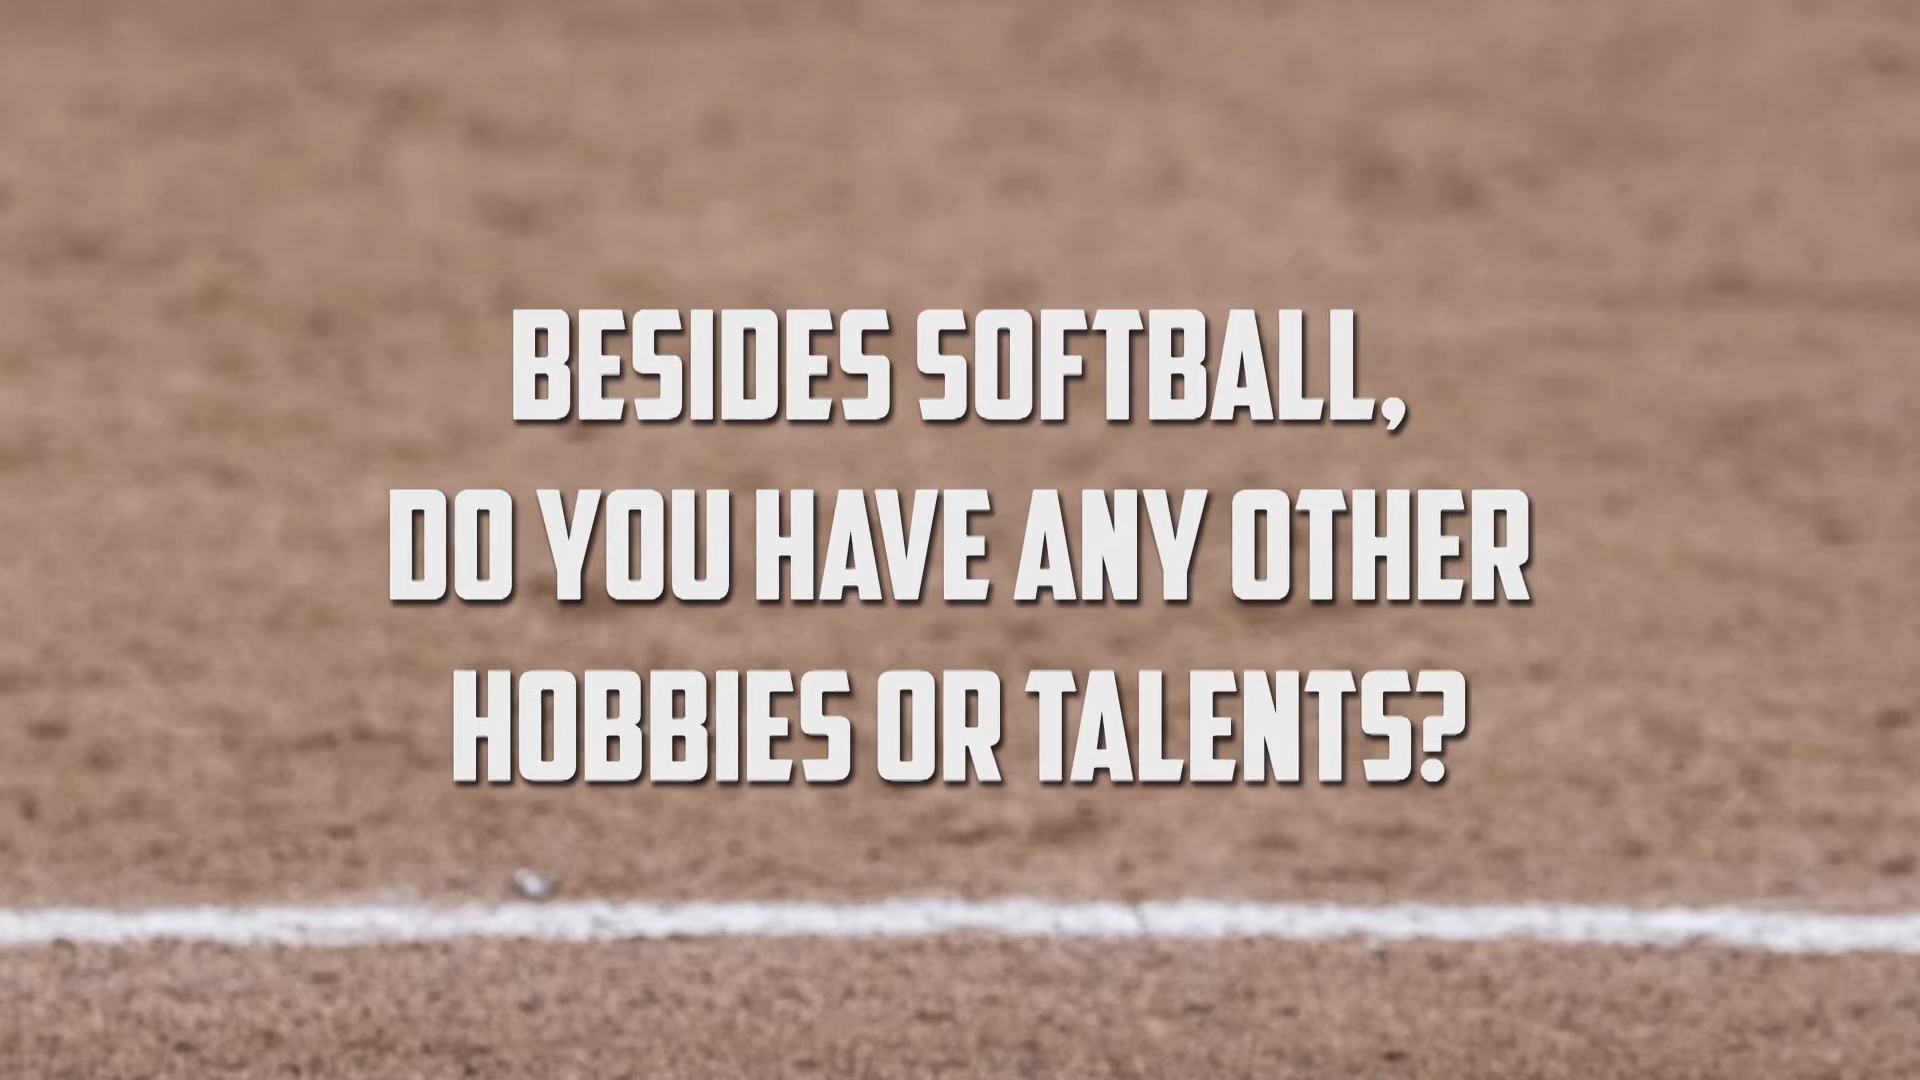 BESIDES SOFTBALL,
DO YOU HAVE ANY OTHER
HOBBIES OR TALENTS?